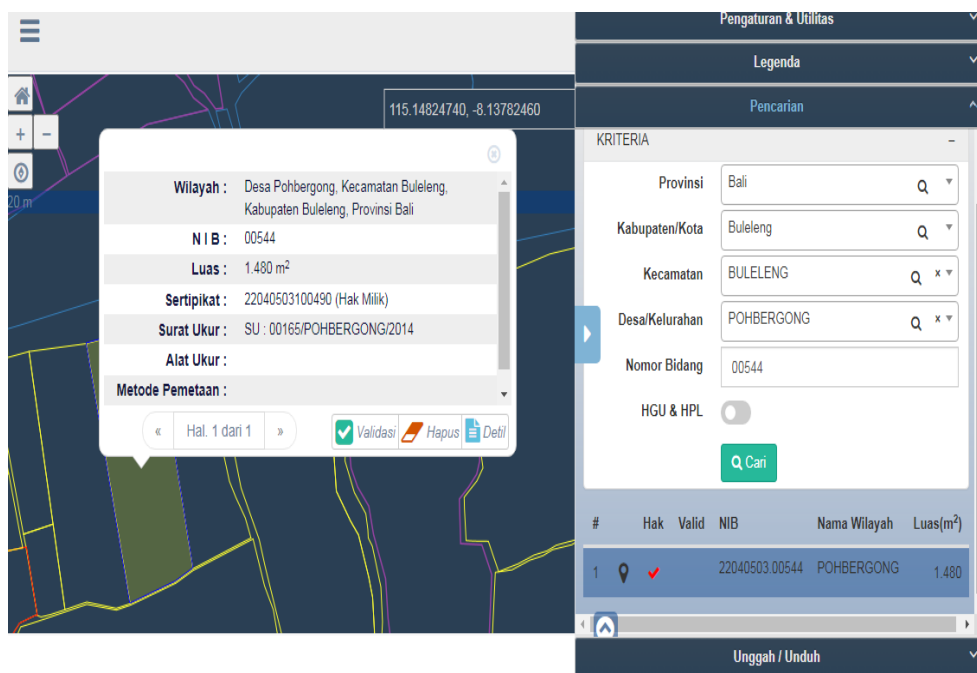 Pengaturan & Utilitas
Legenda
Pencarian
115.14824740, -8.13782460
+ −
20 m
Wilayah : Desa Pohbergong, Kecamatan Buleleng,
Kabupaten Buleleng, Provinsi Bali
N I B : 00544
Luas : 1.480 m²
Sertipikat : 22040503100490 (Hak Milik)
Surat Ukur : SU : 00165/POHBERGONG/2014
Alat Ukur :
Metode Pemetaan :
« Hal. 1 dari 1 » Validasi Hapus Detil
KRITERIA −
Provinsi Bali
Kabupaten/Kota Buleleng
Kecamatan BULELENG x
Desa/Kelurahan POHBERGONG x
Nomor Bidang 00544
HGU & HPL
Cari
# Hak Valid NIB Nama Wilayah Luas(m²)
1 22040503.00544 POHBERGONG 1.480
Unggah / Unduh